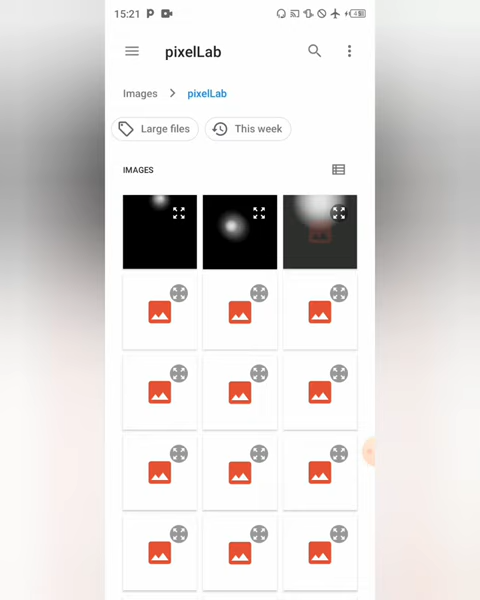 15:21 P
pixelLab
Images > pixelLab
Large files
This week
IMAGES